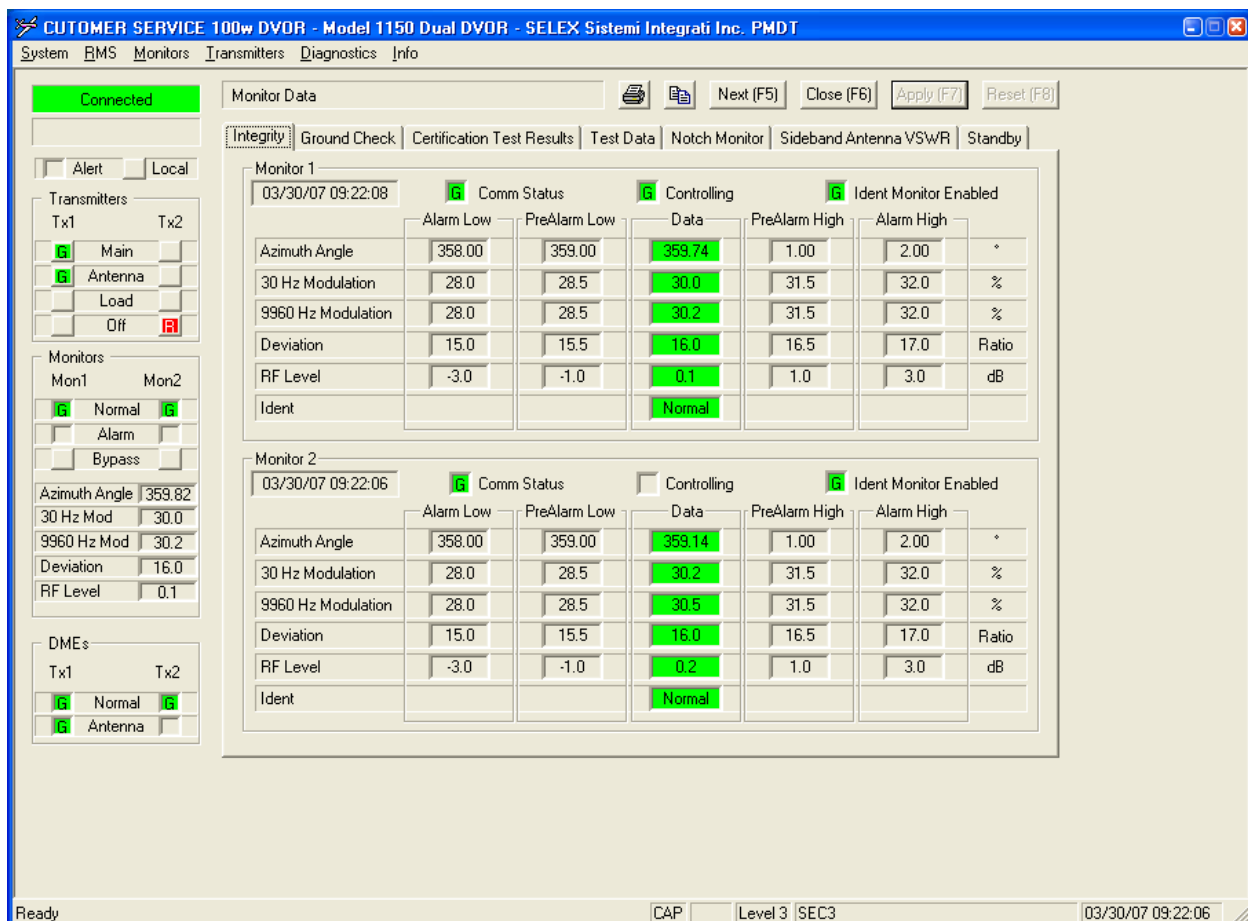 CUTOMER SERVICE 100w DVOR - Model 1150 Dual DVOR - SELEX Sistemi Integrati Inc. PMDT
System RMS Monitors Transmitters Diagnostics Info
Connected
Monitor Data Next (F5) Close (F6) Apply (F7) Reset (F8)
Alert Local
Transmitters
Tx1 Tx2
G Main
G Antenna
Load
Off R
Monitors
Mon1 Mon2
G Normal G
Alarm
Bypass
Azimuth Angle 359.82
30 Hz Mod 30.0
9960 Hz Mod 30.2
Deviation 16.0
RF Level 0.1
DMEs
Tx1 Tx2
G Normal G
G Antenna
Integrity Ground Check Certification Test Results Test Data Notch Monitor Sideband Antenna VSWR Standby
Monitor 1
03/30/07 09:22:08 G Comm Status G Controlling G Ident Monitor Enabled
Alarm Low PreAlarm Low Data PreAlarm High Alarm High
Azimuth Angle 358.00 359.00 359.74 1.00 2.00 °
30 Hz Modulation 28.0 28.5 30.0 31.5 32.0 %
9960 Hz Modulation 28.0 28.5 30.2 31.5 32.0 %
Deviation 15.0 15.5 16.0 16.5 17.0 Ratio
RF Level -3.0 -1.0 0.1 1.0 3.0 dB
Ident Normal
Monitor 2
03/30/07 09:22:06 G Comm Status Controlling G Ident Monitor Enabled
Alarm Low PreAlarm Low Data PreAlarm High Alarm High
Azimuth Angle 358.00 359.00 359.14 1.00 2.00 °
30 Hz Modulation 28.0 28.5 30.2 31.5 32.0 %
9960 Hz Modulation 28.0 28.5 30.5 31.5 32.0 %
Deviation 15.0 15.5 16.0 16.5 17.0 Ratio
RF Level -3.0 -1.0 0.2 1.0 3.0 dB
Ident Normal
Ready CAP Level 3 SEC3 03/30/07 09:22:06